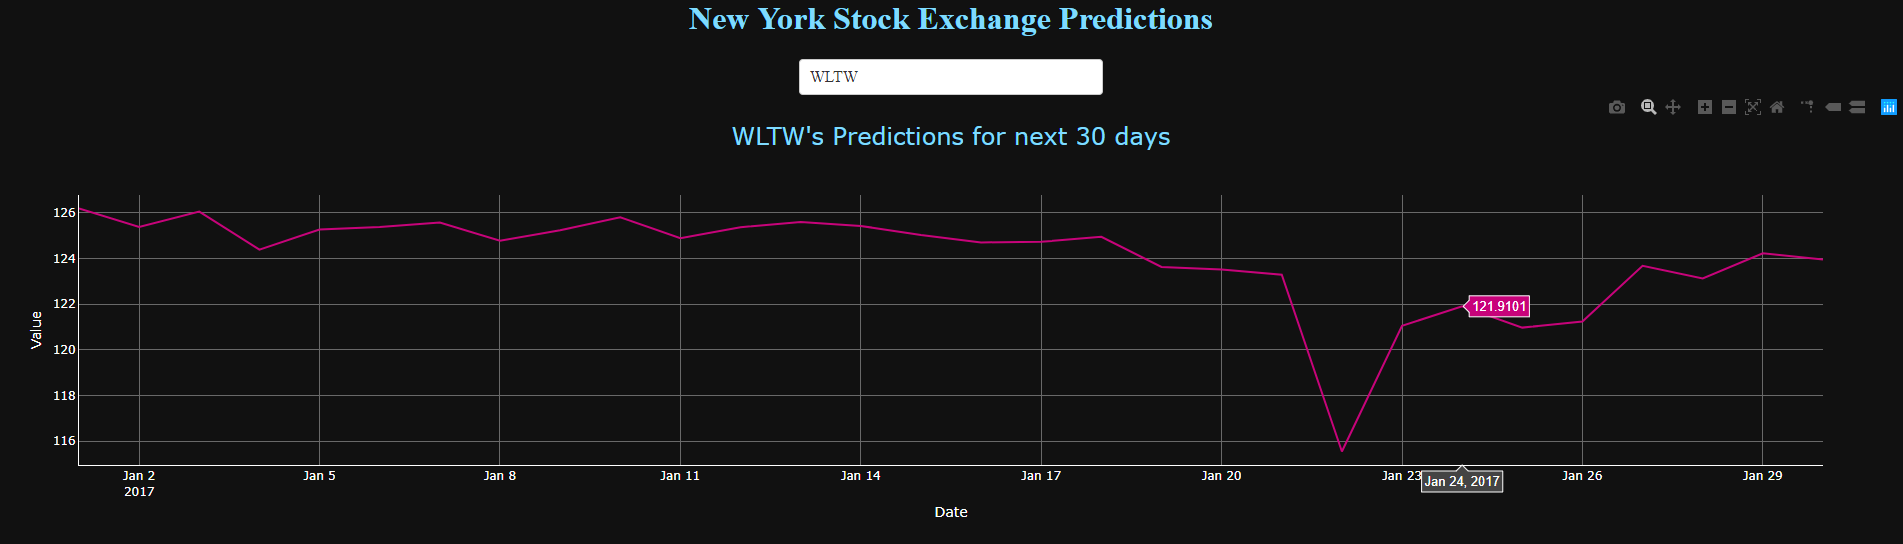 New York Stock Exchange Predictions
WLTW
WLTW's Predictions for next 30 days
126
124
122
120
118
116
Value
121.9101
Jan 2
2017
Jan 5
Jan 8
Jan 11
Jan 14
Jan 17
Jan 20
Jan 23
Jan 24, 2017
Jan 26
Jan 29
Date